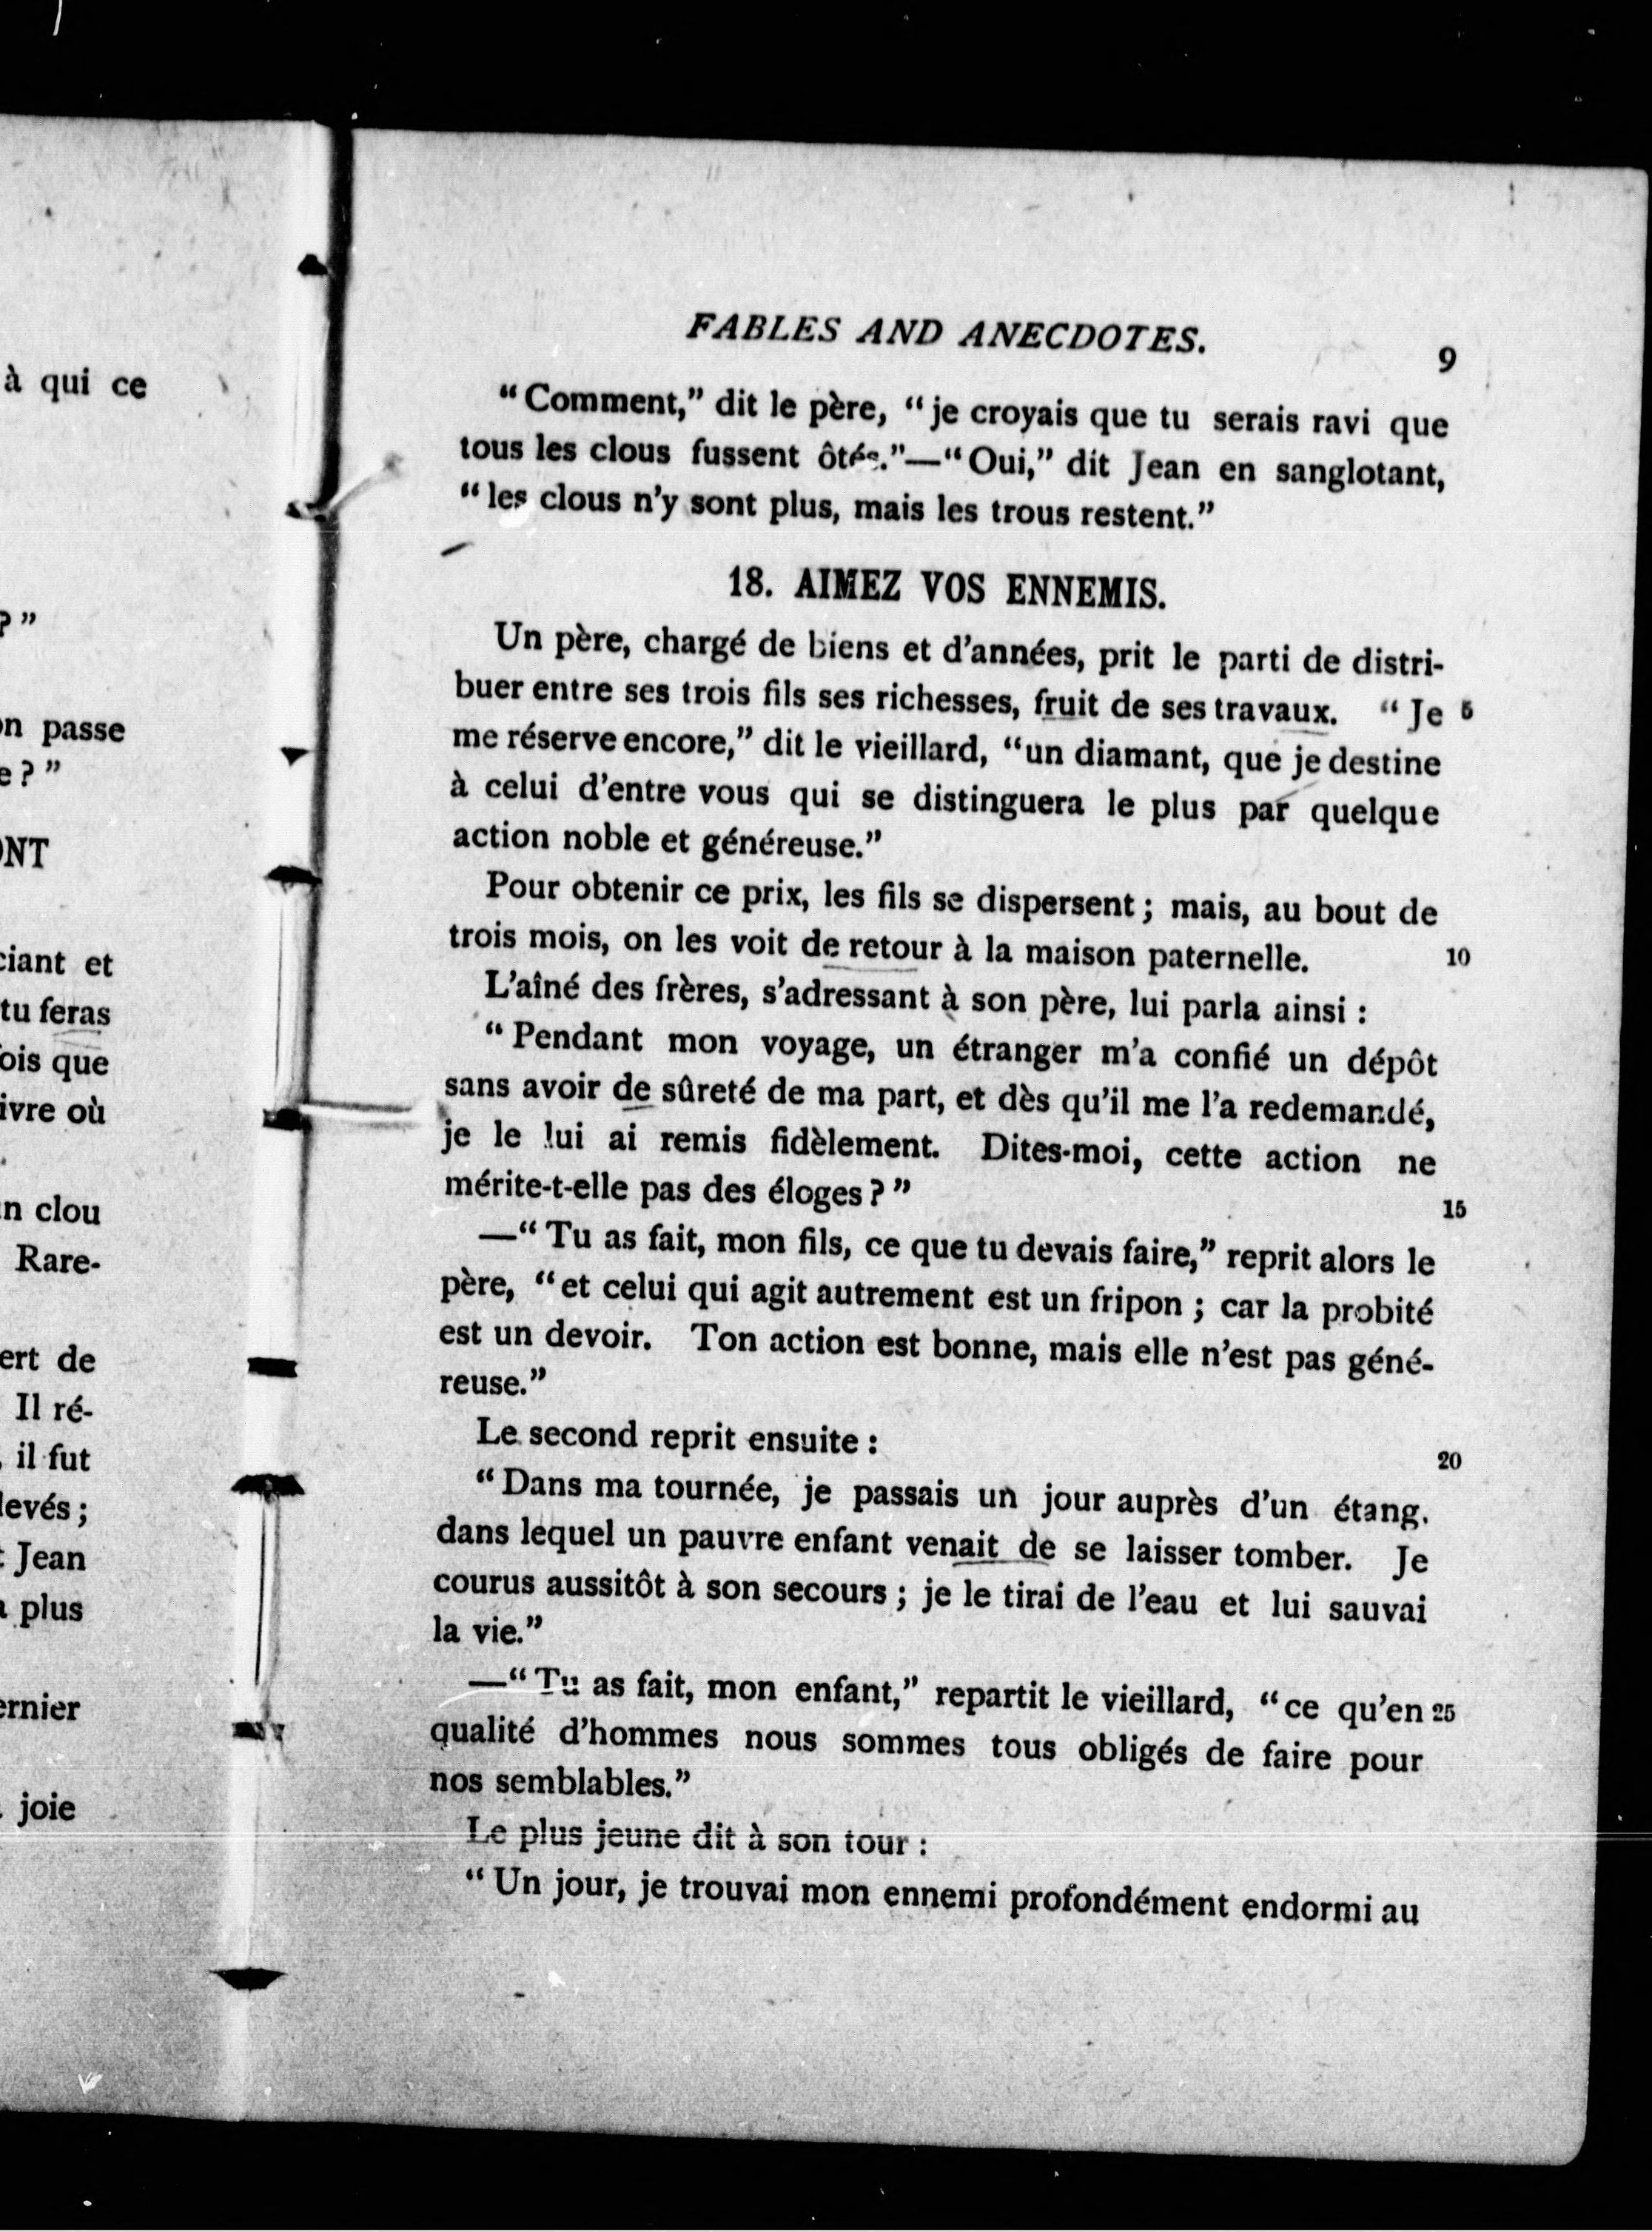 à qui ce
?”
on passe
e?”
ONT
ciant et
tu feras
fois que
ivre où
un clou
Rare-
ert de
Il ré-
, il fut
levés;
t Jean
a plus
ernier
joie
FABLES AND ANECDOTES.
9
“Comment,” dit le père, “je croyais que tu serais ravi que
tous les clous fussent ôtés.”—“Oui,” dit Jean en sanglotant,
“les clous n’y sont plus, mais les trous restent.”
18. AIMEZ VOS ENNEMIS.
Un père, chargé de biens et d’années, prit le parti de distri-
buer entre ses trois fils ses richesses, fruit de ses travaux. “Je 5
me réserve encore,” dit le vieillard, “un diamant, que je destine
à celui d’entre vous qui se distinguera le plus par quelque
action noble et généreuse.”
Pour obtenir ce prix, les fils se dispersent; mais, au bout de
trois mois, on les voit de retour à la maison paternelle. 10
L’aîné des frères, s’adressant à son père, lui parla ainsi:
“Pendant mon voyage, un étranger m’a confié un dépôt
sans avoir de sûreté de ma part, et dès qu’il me l’a redemandé,
je le lui ai remis fidèlement. Dites-moi, cette action ne
mérite-t-elle pas des éloges?” 15
—“Tu as fait, mon fils, ce que tu devais faire,” reprit alors le
père, “et celui qui agit autrement est un fripon; car la probité
est un devoir. Ton action est bonne, mais elle n’est pas géné-
reuse.”
Le second reprit ensuite: 20
“Dans ma tournée, je passais un jour auprès d’un étang,
dans lequel un pauvre enfant venait de se laisser tomber. Je
courus aussitôt à son secours; je le tirai de l’eau et lui sauvai
la vie.”
—“Tu as fait, mon enfant,” repartit le vieillard, “ce qu’en 25
qualité d’hommes nous sommes tous obligés de faire pour
nos semblables.”
Le plus jeune dit à son tour:
“Un jour, je trouvai mon ennemi profondément endormi au